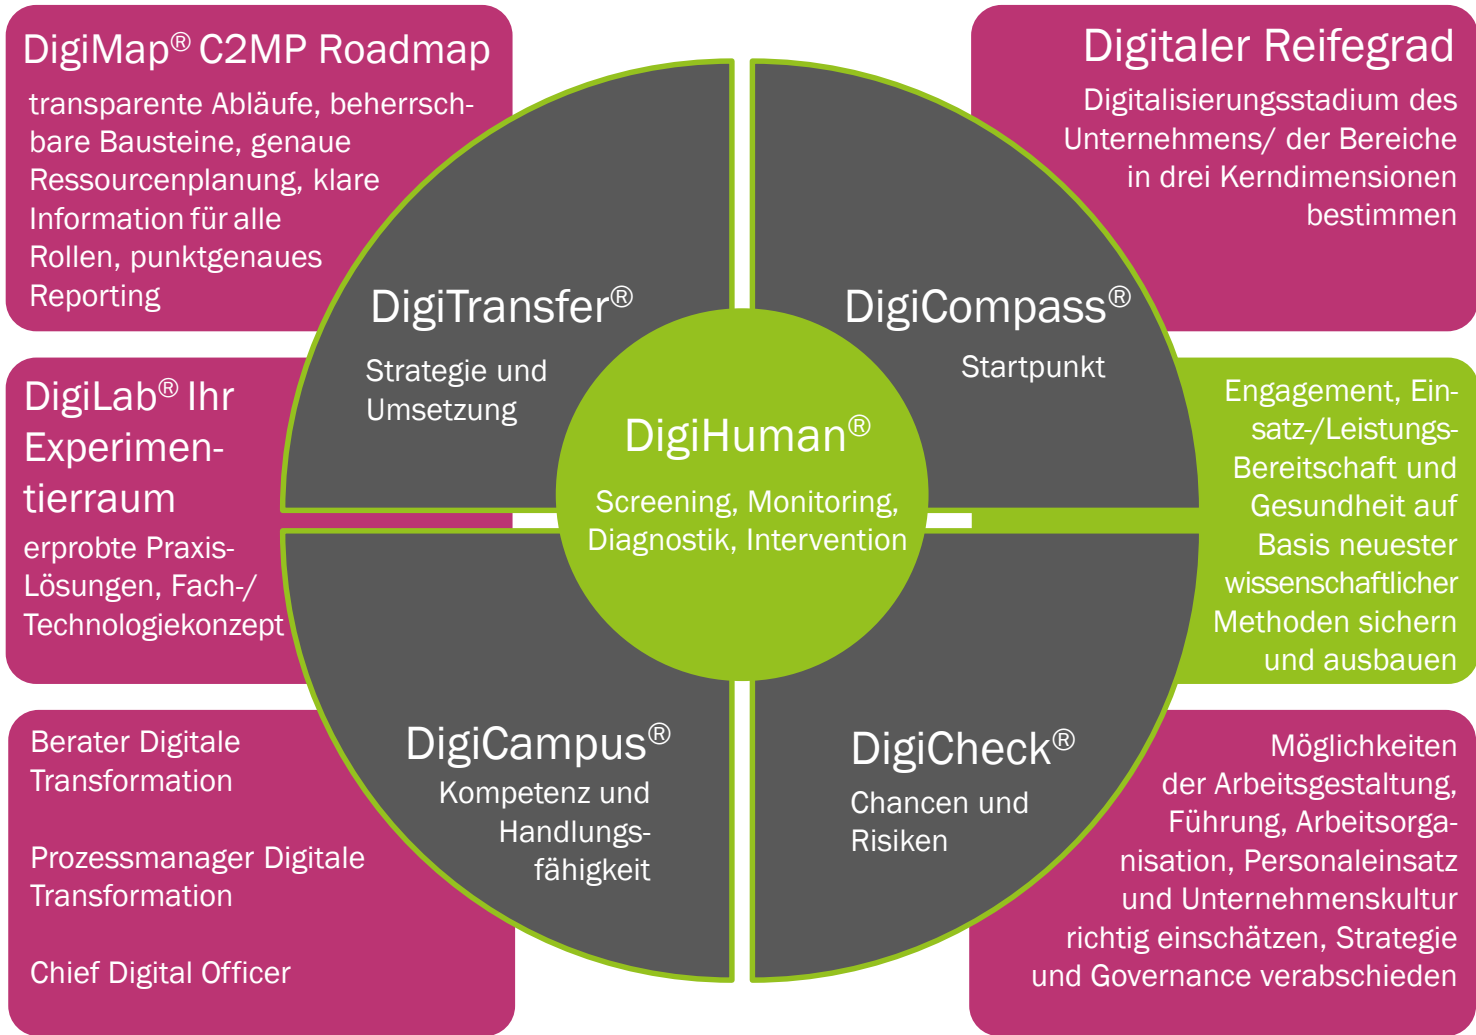 DigiMap® C2MP Roadmap
transparente Abläufe, beherrsch-
bare Bausteine, genaue
Ressourcenplanung, klare
Information für alle
Rollen, punktgenaues
Reporting
Digitaler Reifegrad
Digitalisierungsstadium des
Unternehmens/ der Bereiche
in drei Kerndimensionen
bestimmen
DigiTransfer®
Strategie und
Umsetzung
DigiCompass®
Startpunkt
DigiLab® Ihr
Experimen-
tierraum
erprobte Praxis-
Lösungen, Fach-/
Technologiekonzept
DigiHuman®
Screening, Monitoring,
Diagnostik, Intervention
Engagement, Ein-
satz-/Leistungs-
Bereitschaft und
Gesundheit auf
Basis neuester
wissenschaftlicher
Methoden sichern
und ausbauen
DigiCampus®
Kompetenz und
Handlungs-
fähigkeit
DigiCheck®
Chancen und
Risiken
Berater Digitale
Transformation
Prozessmanager Digitale
Transformation
Chief Digital Officer
Möglichkeiten
der Arbeitsgestaltung,
Führung, Arbeitsorga-
nisation, Personaleinsatz
und Unternehmenskultur
richtig einschätzen, Strategie
und Governance verabschieden